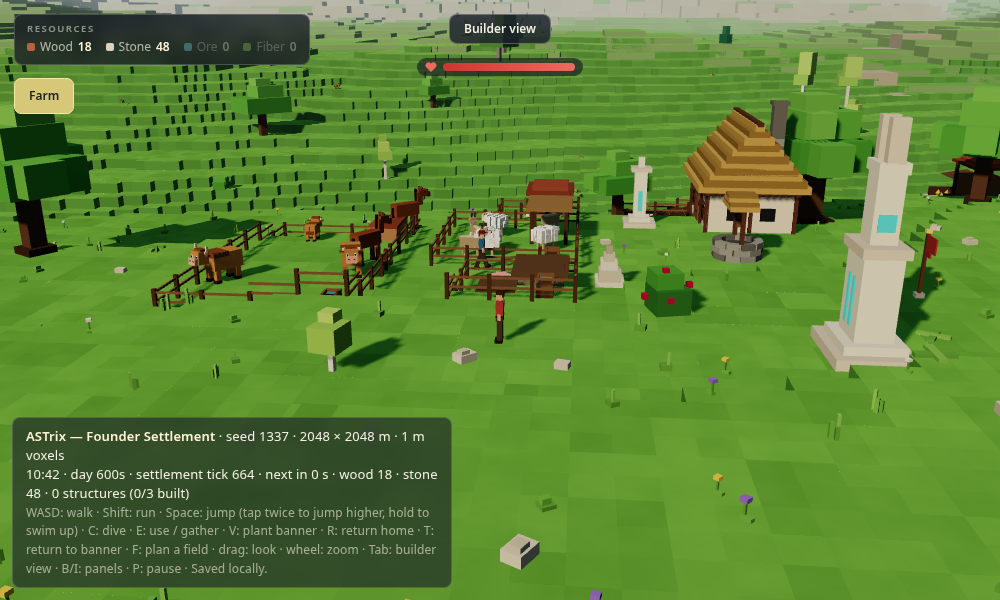 RESOURCES
Wood 18 Stone 48 Ore 0 Fiber 0
Builder view
Farm
ASTrix — Founder Settlement · seed 1337 · 2048 × 2048 m · 1 m
voxels
10:42 · day 600s · settlement tick 664 · next in 0 s · wood 18 · stone
48 · 0 structures (0/3 built)
WASD: walk · Shift: run · Space: jump (tap twice to jump higher, hold to
swim up) · C: dive · E: use / gather · V: plant banner · R: return home · T:
return to banner · F: plan a field · drag: look · wheel: zoom · Tab: builder
view · B/I: panels · P: pause · Saved locally.